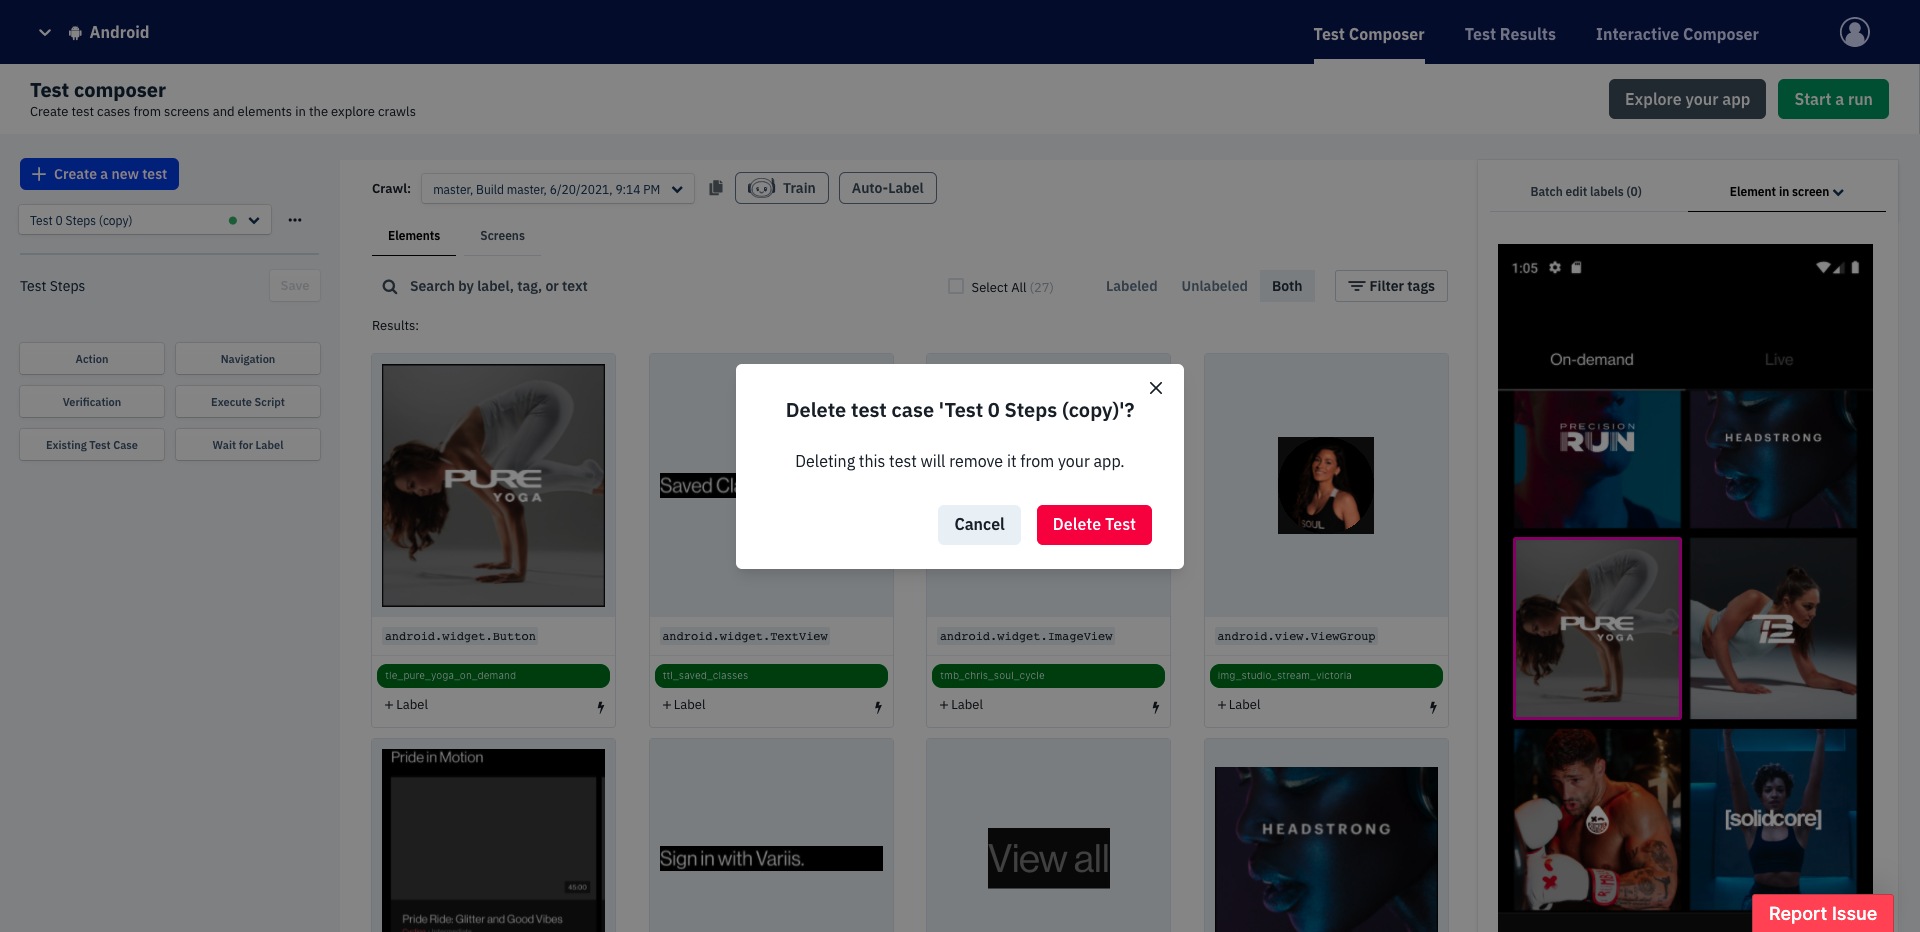 Android
Test Composer
Test Results
Interactive Composer
Test composer
Create test cases from screens and elements in the explore crawls
Explore your app
Start a run
Create a new test
Test 0 Steps (copy)
Test Steps
Save
Action
Navigation
Verification
Execute Script
Existing Test Case
Wait for Label
Crawl:
master, Build master, 6/20/2021, 9:14 PM
Train
Auto-Label
Elements
Screens
Search by label, tag, or text
Select All (27)
Labeled
Unlabeled
Both
Filter tags
Results:
PURE
YOGA
Saved Cl
SOUL
android.widget.Button
android.widget.TextView
android.widget.ImageView
android.view.ViewGroup
tle_pure_yoga_on_demand
ttl_saved_classes
tmb_chris_soul_cycle
img_studio_stream_victoria
+ Label
+ Label
+ Label
+ Label
Pride in Motion
45:00
Pride Ride: Glitter and Good Vibes
Sign in with Variis.
View all
HEADSTRONG
Delete test case 'Test 0 Steps (copy)'?
Deleting this test will remove it from your app.
Cancel
Delete Test
Batch edit labels (0)
Element in screen
1:05
On-demand
Live
PRECISION
RUN
HEADSTRONG
PURE
YOGA
[solidcore]
Report Issue